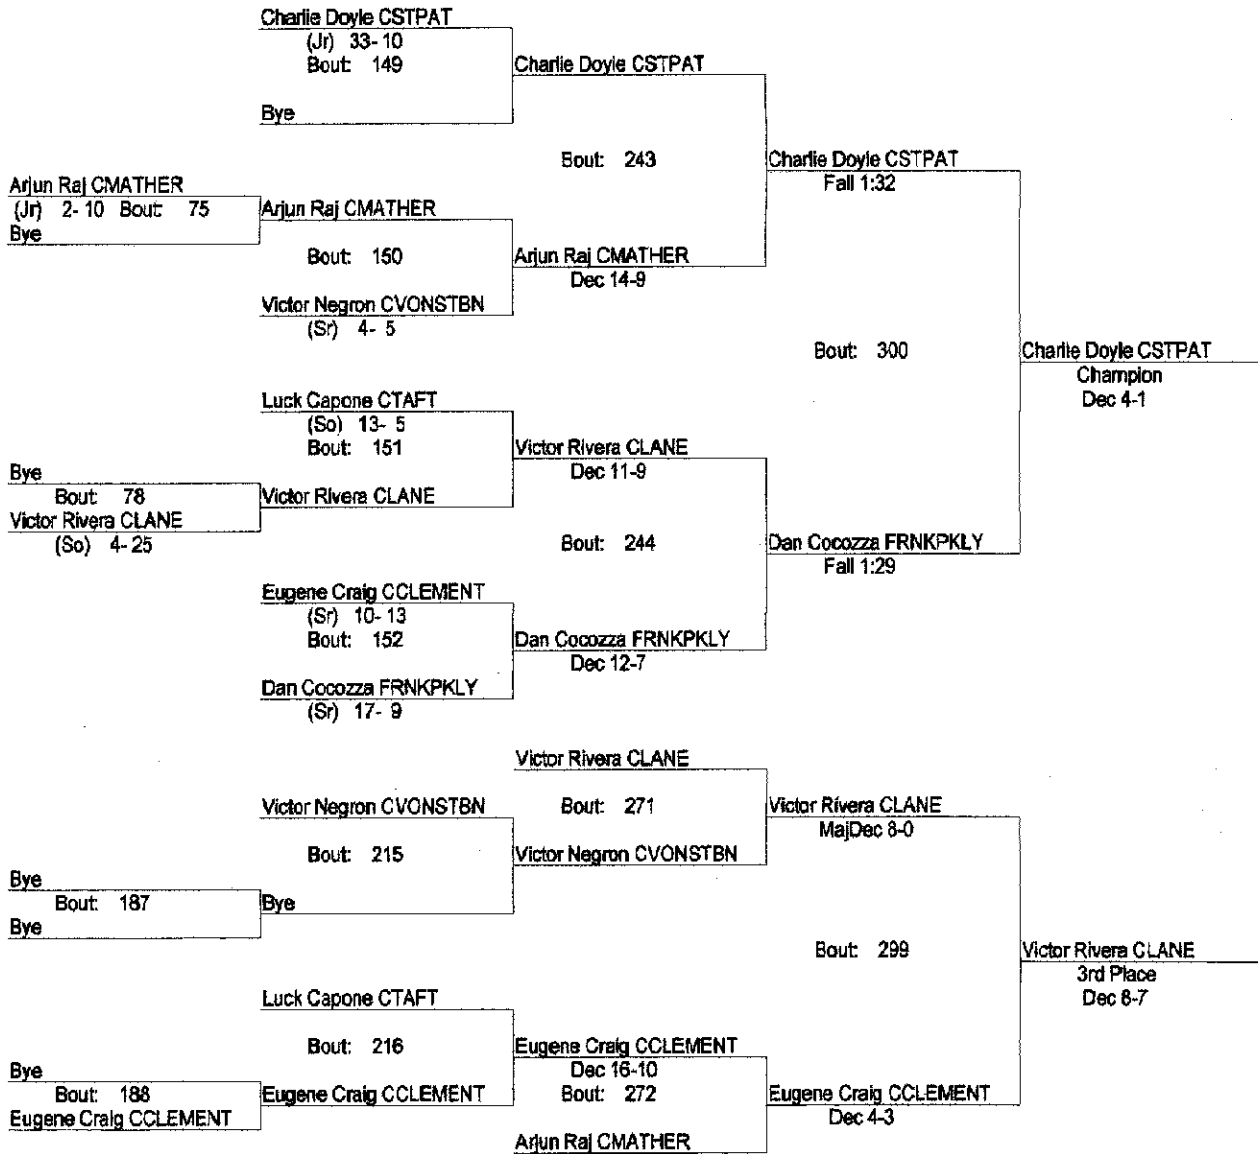 Charlie Doyle CSTPAT
(Jr) 33- 10
Bout: 149
Charlie Doyle CSTPAT
Bye
Bout: 243
Charlie Doyle CSTPAT
Fall 1:32
Arjun Raj CMATHER
(Jr) 2- 10 Bout: 75
Bye
Arjun Raj CMATHER
Bout: 150
Arjun Raj CMATHER
Dec 14-9
Victor Negron CVONSTBN
(Sr) 4- 5
Bout: 300
Charlie Doyle CSTPAT
Champion
Dec 4-1
Luck Capone CTAFT
(So) 13- 5
Bout: 151
Victor Rivera CLANE
Dec 11-9
Bye
Bout: 78
Victor Rivera CLANE
Victor Rivera CLANE
(So) 4- 25
Bout: 244
Dan Cocozza FRNKPKLY
Fall 1:29
Eugene Craig CCLEMENT
(Sr) 10- 13
Bout: 152
Dan Cocozza FRNKPKLY
Dec 12-7
Dan Cocozza FRNKPKLY
(Sr) 17- 9
Victor Rivera CLANE
Victor Negron CVONSTBN
Bout: 271
Victor Rivera CLANE
MajDec 8-0
Bout: 215
Victor Negron CVONSTBN
Bye
Bout: 187
Bye
Bye
Bout: 299
Victor Rivera CLANE
3rd Place
Dec 8-7
Luck Capone CTAFT
Bout: 216
Eugene Craig CCLEMENT
Dec 16-10
Bye
Bout: 188
Eugene Craig CCLEMENT
Bout: 272
Eugene Craig CCLEMENT
Dec 4-3
Eugene Craig CCLEMENT
Arjun Raj CMATHER